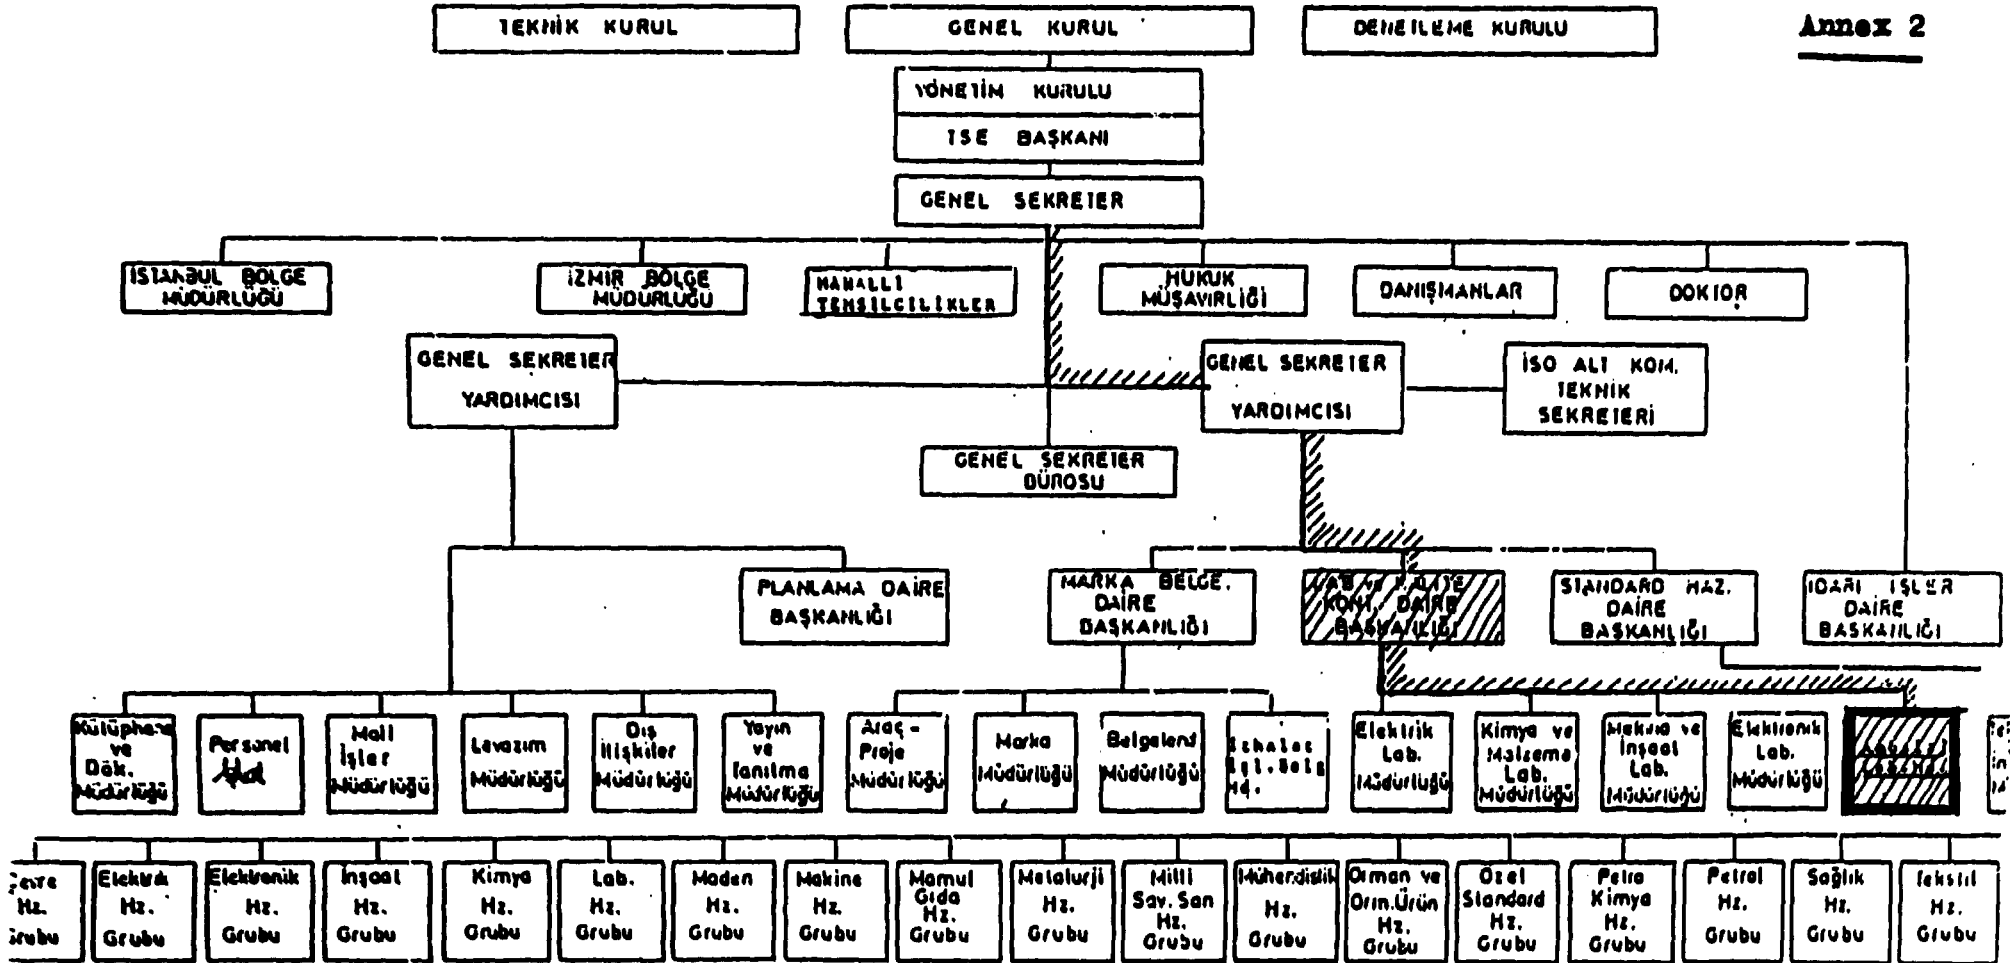 Annex 2
TEKNİK KURUL
GENEL KURUL
DENETLEME KURULU
YÖNETİM KURULU
TSE BAŞKANI
GENEL SEKRETER
İSTANBUL BÖLGE
MÜDÜRLÜĞÜ
İZMİR BÖLGE
MÜDÜRLÜĞÜ
MAHALLİ
TEMSİLCİLİKLER
HUKUK
MÜŞAVİRLİĞİ
DANIŞMANLAR
DOKTOR
GENEL SEKRETER
YARDIMCISI
GENEL SEKRETER
YARDIMCISI
İSO ALT KOM.
TEKNİK
SEKRETERİ
GENEL SEKRETER
BÜROSU
PLANLAMA DAİRE
BAŞKANLIĞI
MARKA BELGE.
DAİRE
BAŞKANLIĞI
KONT. DAİRE
BAŞKANLIĞI
STANDARD HAZ.
DAİRE
BAŞKANLIĞI
İDARİ İŞLER
DAİRE
BAŞKANLIĞI
Kütüphane
ve
Dök.
Müdürlüğü
Personel
Mali
İşler
Müdürlüğü
Levazım
Müdürlüğü
Dış
İlişkiler
Müdürlüğü
Yayın
ve
Tanıtma
Müdürlüğü
Araç-
Proje
Müdürlüğü
Marka
Müdürlüğü
Belgelend
Müdürlüğü
Elektrik
Lab.
Müdürlüğü
Kimya ve
Malzeme
Lab.
Müdürlüğü
Makina ve
İnşaat
Lab.
Müdürlüğü
Elektronik
Lab.
Müdürlüğü
Hz.
Grubu
Elektrik
Hz.
Grubu
Elektronik
Hz.
Grubu
İnşaat
Hz.
Grubu
Kimya
Hz.
Grubu
Lab.
Hz.
Grubu
Maden
Hz.
Grubu
Makine
Hz.
Grubu
Mamul
Gıda
Hz.
Grubu
Metalurji
Hz.
Grubu
Milli
Sav. San
Hz.
Grubu
Mühendislik
Hz.
Grubu
Orman ve
Orm.Ürün
Hz.
Grubu
Özel
Standard
Hz.
Grubu
Petro
Kimya
Hz.
Grubu
Petrol
Hz.
Grubu
Sağlık
Hz.
Grubu
Tekstil
Hz.
Grubu